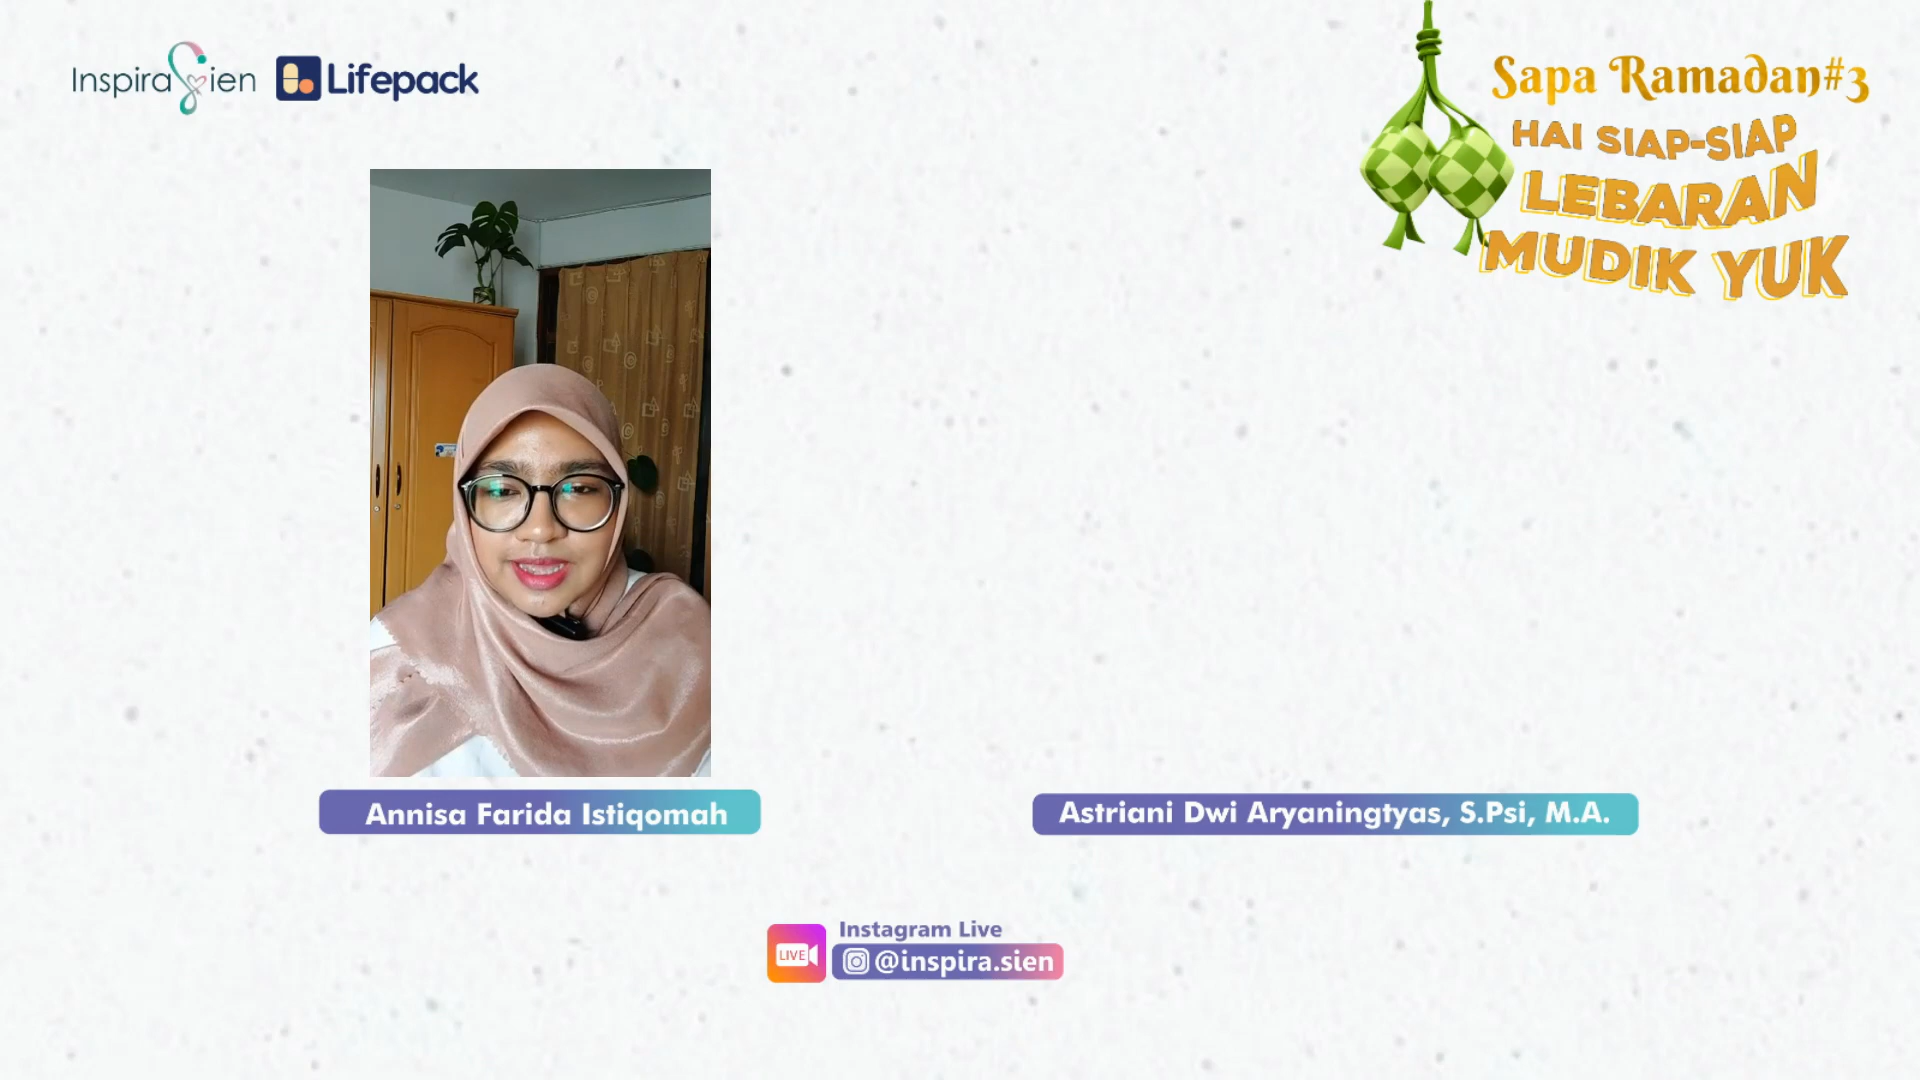 InspiraSien
Lifepack
Sapa Ramadan#3
HAI SIAP-SIAP
LEBARAN
MUDIK YUK
Annisa Farida Istiqomah
Astriani Dwi Aryaningtyas, S.Psi, M.A.
Instagram Live
LIVE
@inspira.sien